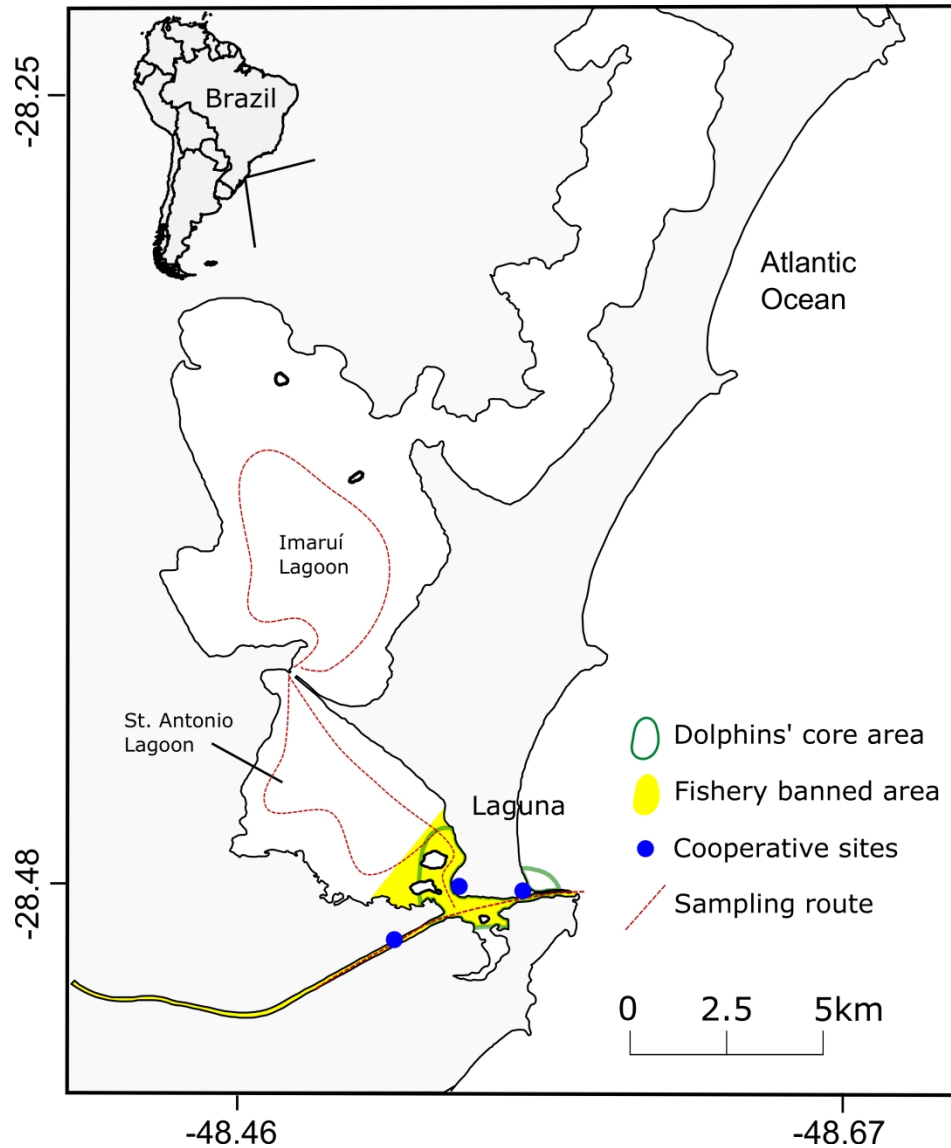 -28.25
Brazil
Atlantic
Ocean
Imaruí
Lagoon
St. Antonio
Lagoon
Dolphins' core area
Fishery banned area
Laguna
Cooperative sites
-28.48
Sampling route
0 2.5 5km
-48.46 -48.67